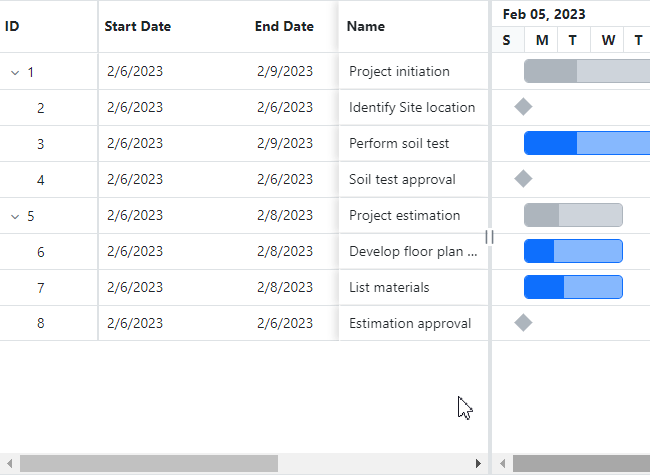 ID Start Date End Date Name Feb 05, 2023
S M T W T
1 2/6/2023 2/9/2023 Project initiation
2 2/6/2023 2/6/2023 Identify Site location
3 2/6/2023 2/9/2023 Perform soil test
4 2/6/2023 2/6/2023 Soil test approval
5 2/6/2023 2/8/2023 Project estimation
6 2/6/2023 2/8/2023 Develop floor plan ...
7 2/6/2023 2/8/2023 List materials
8 2/6/2023 2/6/2023 Estimation approval